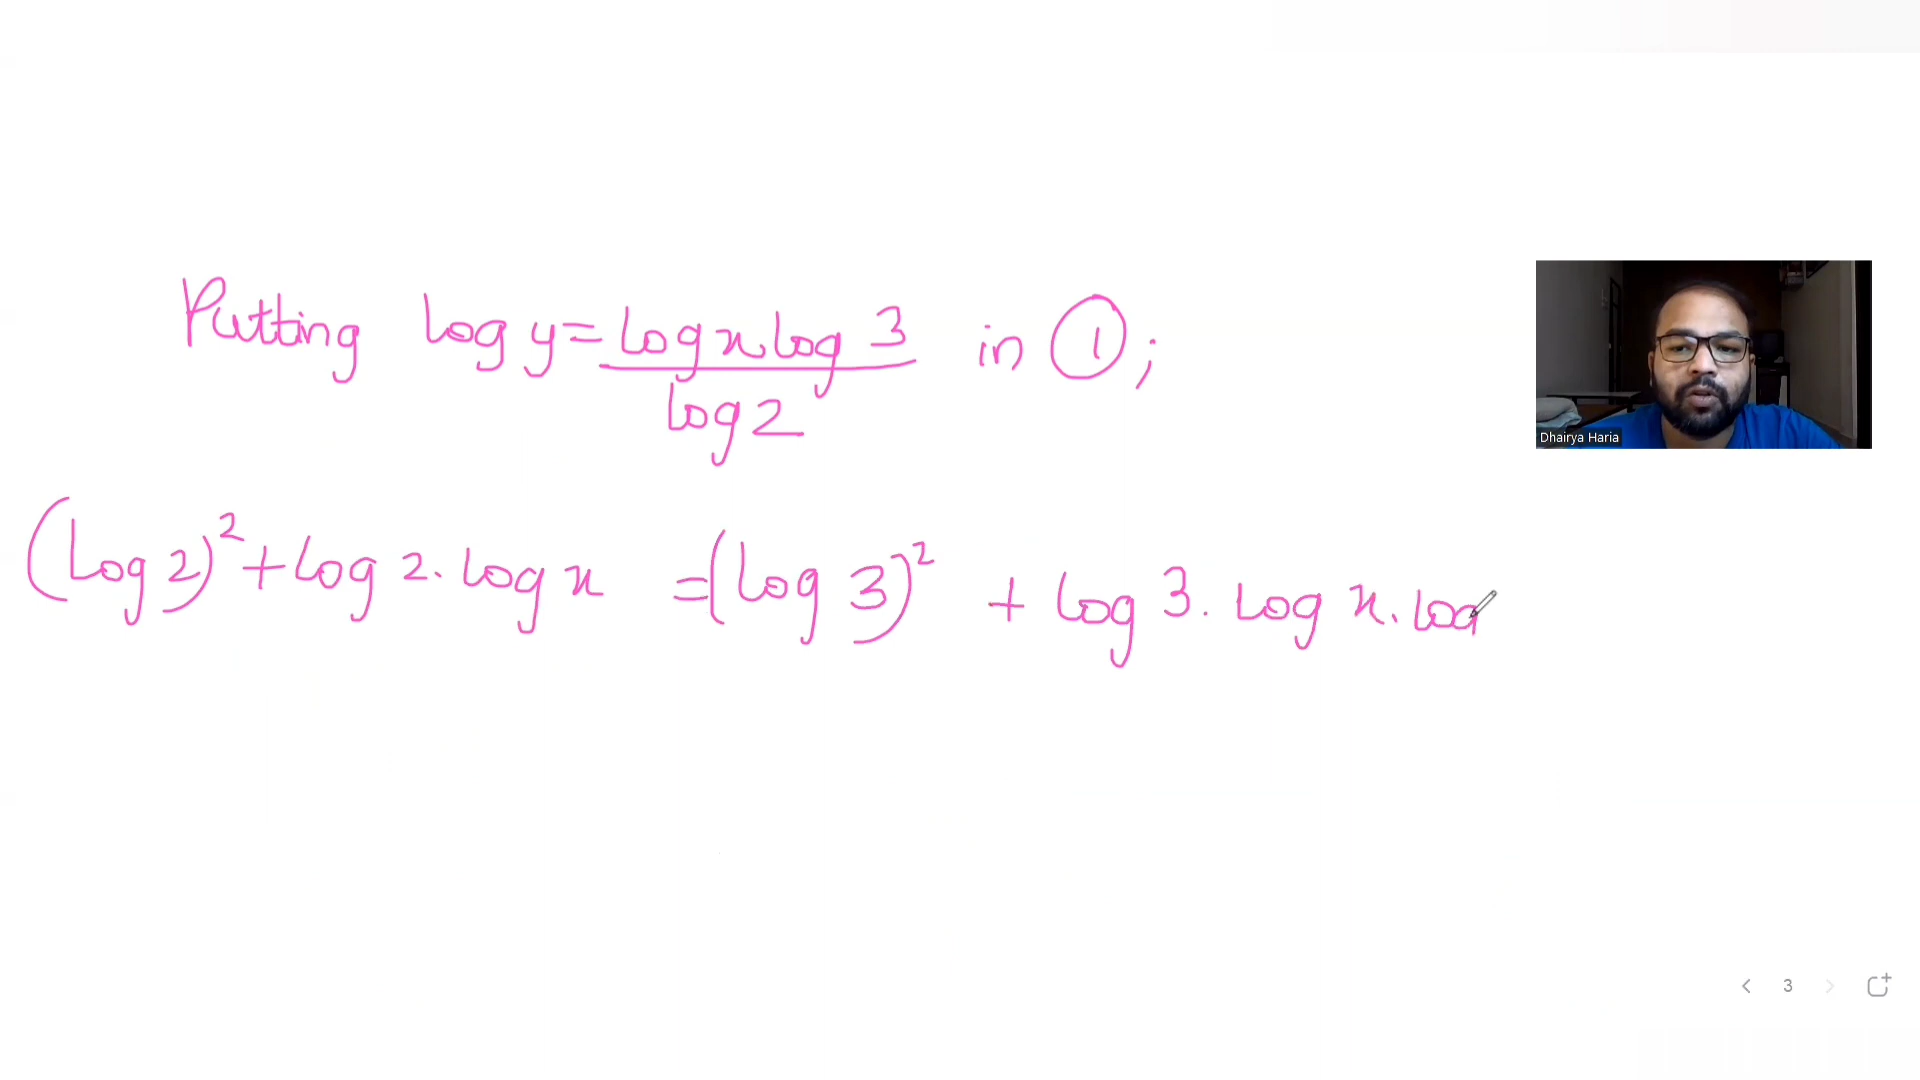 Putting log y = log x . log 3 in ① ;
log 2
(log 2)² + log 2 . log x = (log 3)² + log 3 . log x . log
Dhairya Haria
3